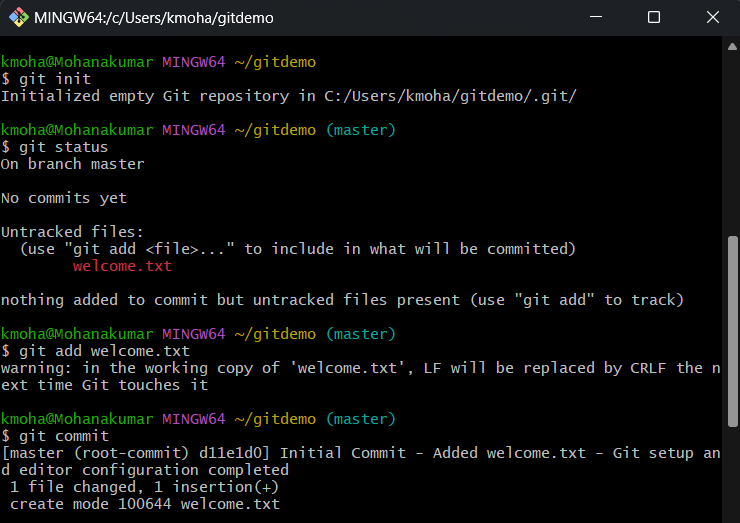 MINGW64:/c/Users/kmoha/gitdemo
kmoha@Mohanakumar MINGW64 ~/gitdemo
$ git init
Initialized empty Git repository in C:/Users/kmoha/gitdemo/.git/
kmoha@Mohanakumar MINGW64 ~/gitdemo (master)
$ git status
On branch master
No commits yet
Untracked files:
  (use "git add <file>..." to include in what will be committed)
        welcome.txt
nothing added to commit but untracked files present (use "git add" to track)
kmoha@Mohanakumar MINGW64 ~/gitdemo (master)
$ git add welcome.txt
warning: in the working copy of 'welcome.txt', LF will be replaced by CRLF the n
ext time Git touches it
kmoha@Mohanakumar MINGW64 ~/gitdemo (master)
$ git commit
[master (root-commit) d11e1d0] Initial Commit - Added welcome.txt - Git setup an
d editor configuration completed
 1 file changed, 1 insertion(+)
 create mode 100644 welcome.txt